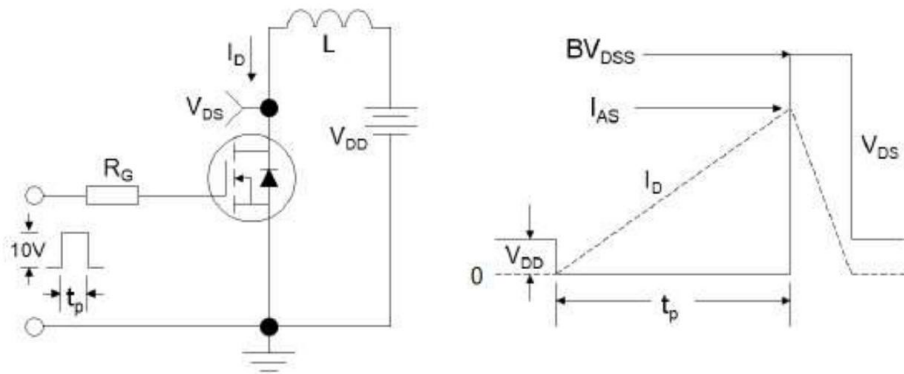 L
I_D
V_DS
V_DD
R_G
10V
t_p
BV_DSS
I_AS
V_DS
I_D
V_DD
0
t_p